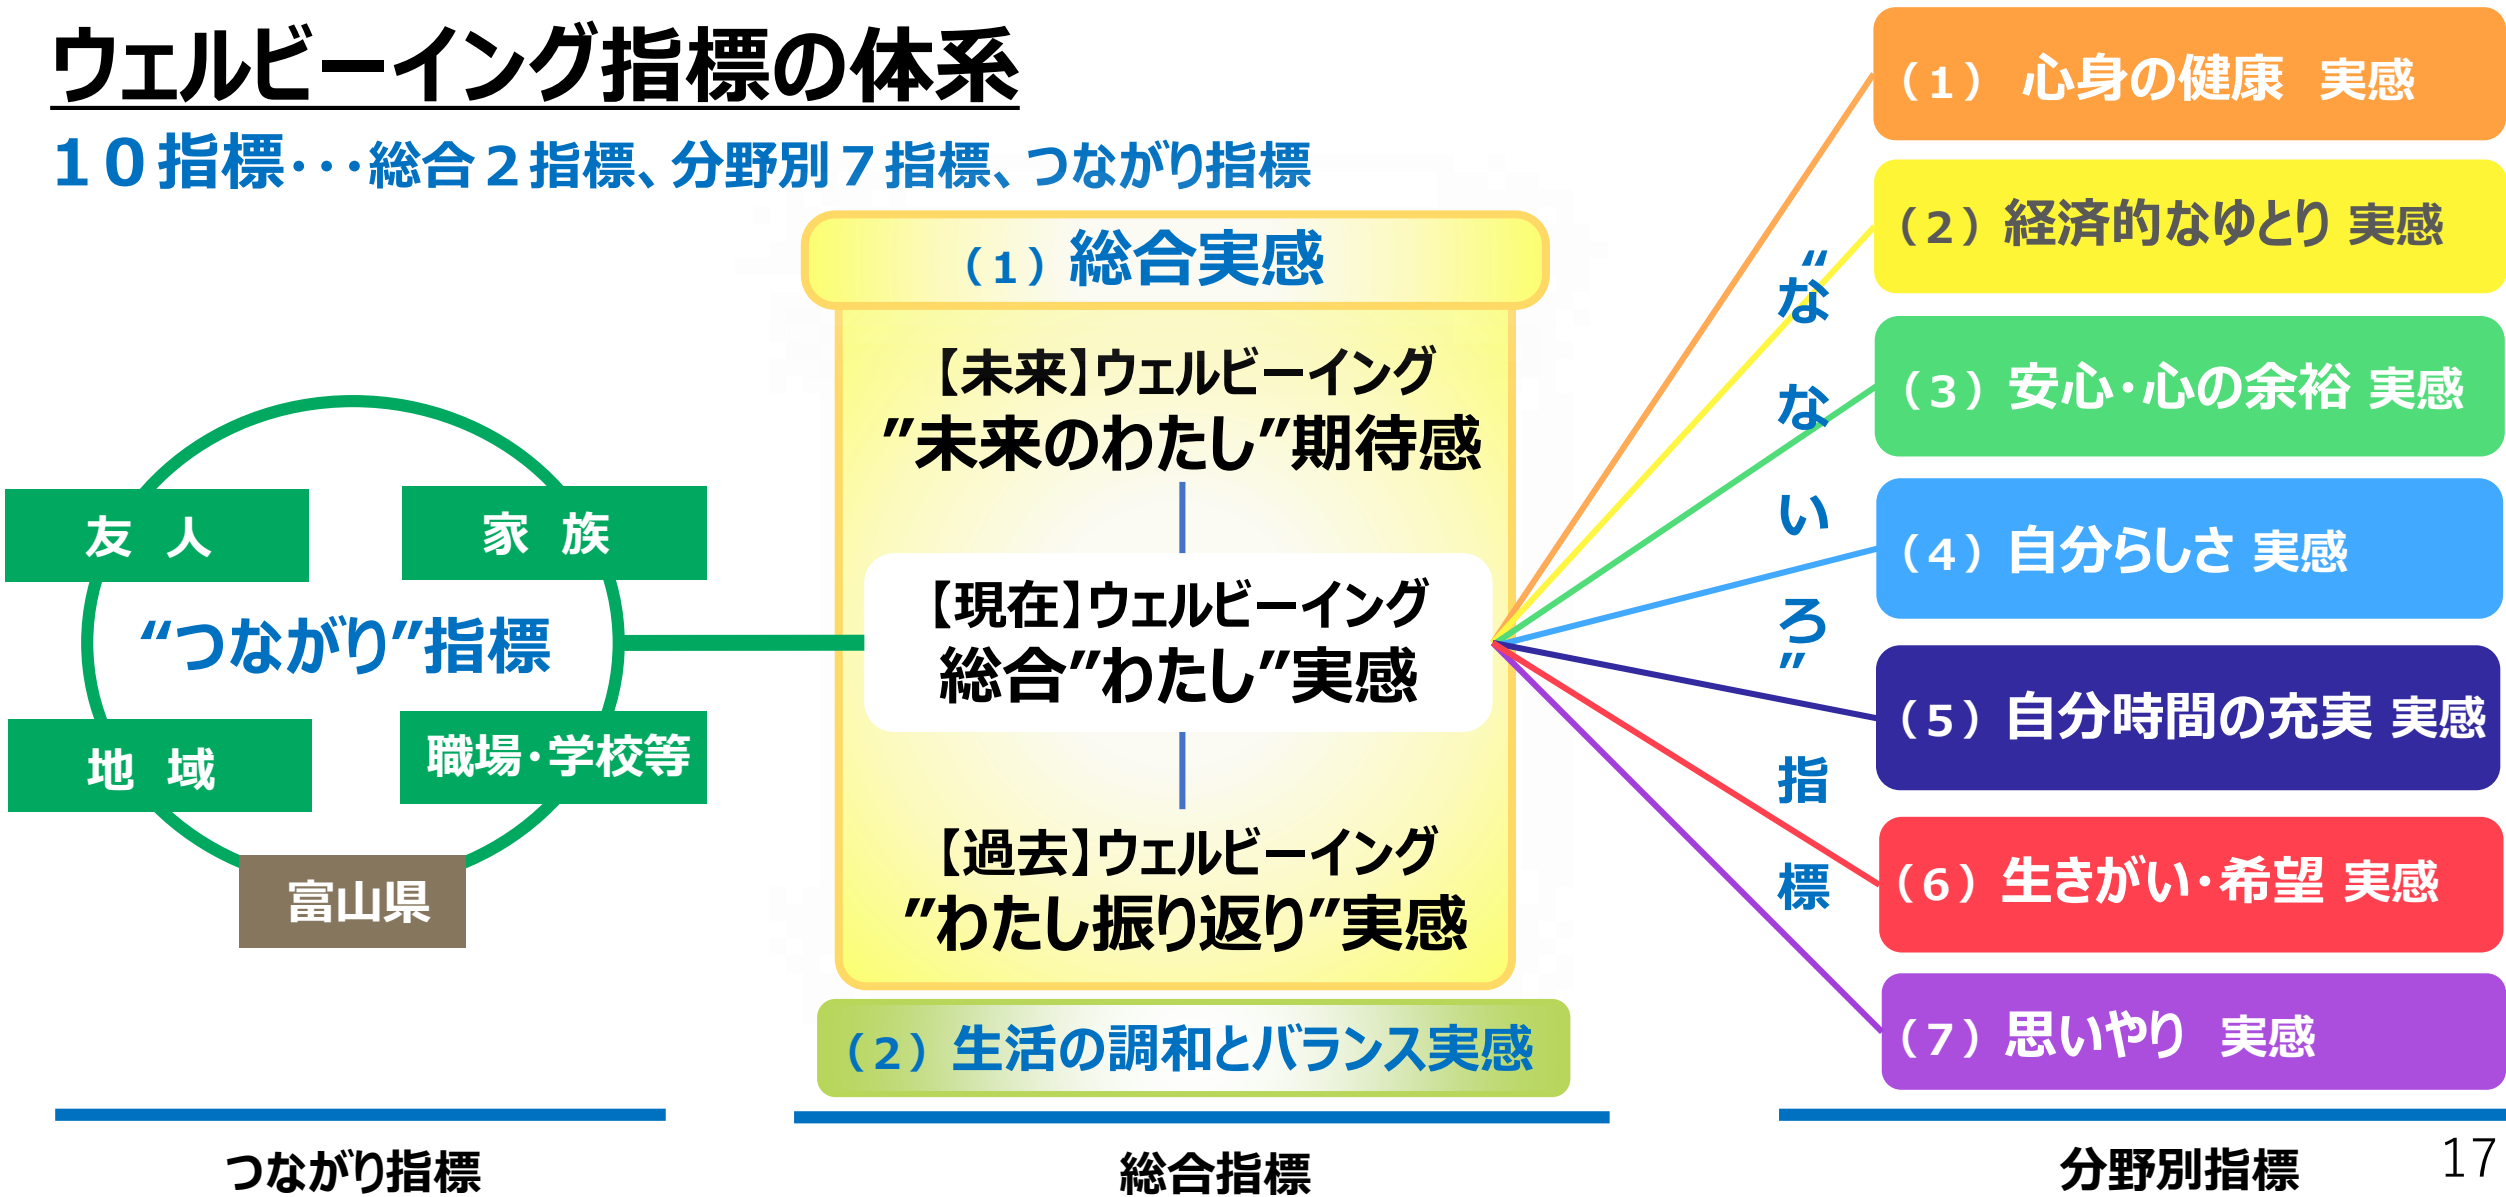 ウェルビーイング指標の体系
10指標・・・総合2指標、分野別7指標、つながり指標
友 人
家 族
“つながり”指標
地 域
職場・学校等
富山県
つながり指標
（1）総合実感
【未来】ウェルビーイング
”未来のわたし”期待感
【現在】ウェルビーイング
総合”わたし”実感
【過去】ウェルビーイング
”わたし振り返り”実感
（2）生活の調和とバランス実感
総合指標
“なないろ”指標
（1）心身の健康 実感
（2）経済的なゆとり 実感
（3）安心・心の余裕 実感
（4）自分らしさ 実感
（5）自分時間の充実 実感
（6）生きがい・希望 実感
（7）思いやり 実感
分野別指標
17